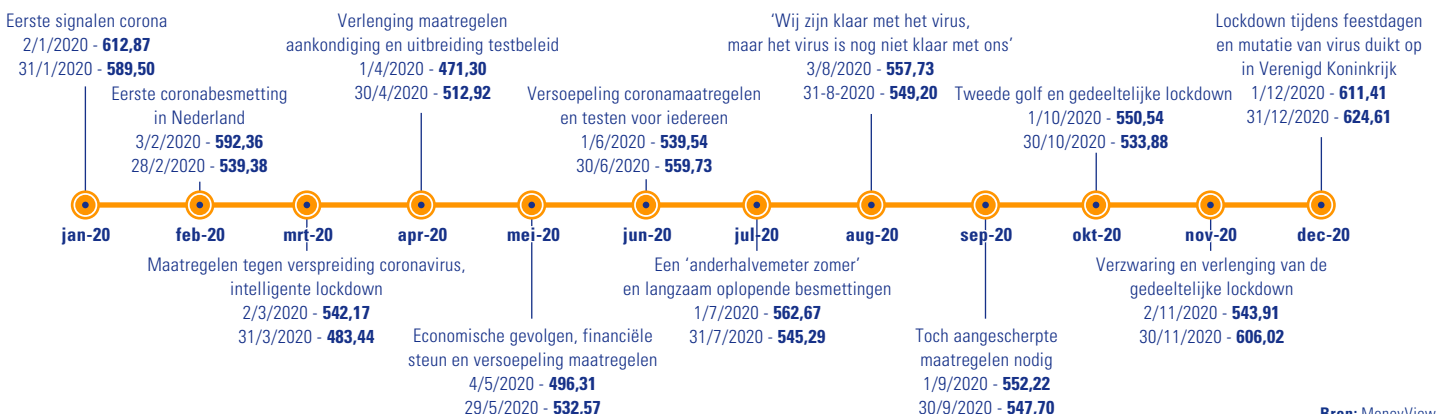 Eerste signalen corona
2/1/2020 - 612,87
31/1/2020 - 589,50
Eerste coronabesmetting
in Nederland
3/2/2020 - 592,36
28/2/2020 - 539,38
Verlenging maatregelen
aankondiging en uitbreiding testbeleid
1/4/2020 - 471,30
30/4/2020 - 512,92
Versoepeling coronamaatregelen
en testen voor iedereen
1/6/2020 - 539,54
30/6/2020 - 559,73
‘Wij zijn klaar met het virus,
maar het virus is nog niet klaar met ons’
3/8/2020 - 557,73
31-8-2020 - 549,20
Tweede golf en gedeeltelijke lockdown
1/10/2020 - 550,54
30/10/2020 - 533,88
Lockdown tijdens feestdagen
en mutatie van virus duikt op
in Verenigd Koninkrijk
1/12/2020 - 611,41
31/12/2020 - 624,61
jan-20 feb-20 mrt-20 apr-20 mei-20 jun-20 jul-20 aug-20 sep-20 okt-20 nov-20 dec-20
Maatregelen tegen verspreiding coronavirus,
intelligente lockdown
2/3/2020 - 542,17
31/3/2020 - 483,44
Economische gevolgen, financiële
steun en versoepeling maatregelen
4/5/2020 - 496,31
29/5/2020 - 532,57
Een ‘anderhalvemeter zomer’
en langzaam oplopende besmettingen
1/7/2020 - 562,67
31/7/2020 - 545,29
Toch aangescherpte
maatregelen nodig
1/9/2020 - 552,22
30/9/2020 - 547,70
Verzwaring en verlenging van de
gedeeltelijke lockdown
2/11/2020 - 543,91
30/11/2020 - 606,02
Bron: MoneyView